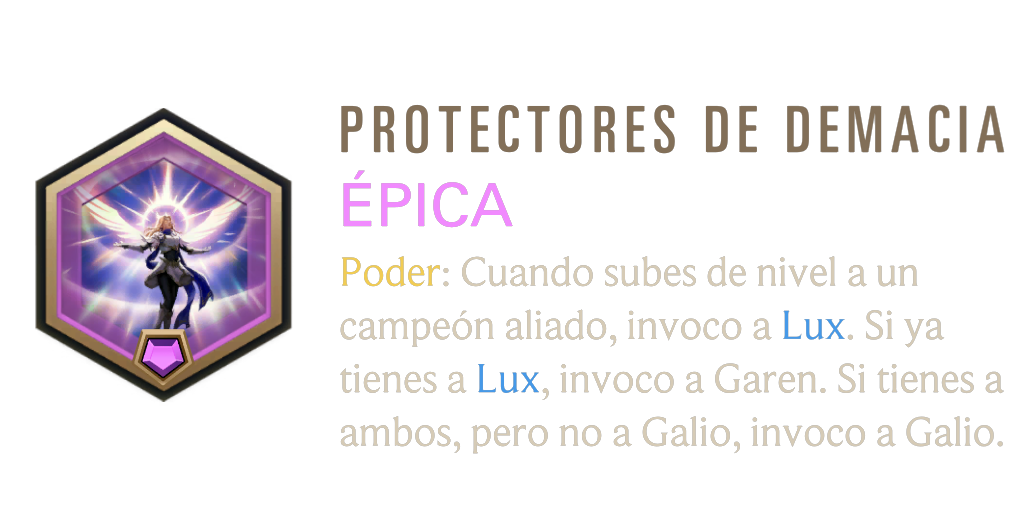 PROTECTORES DE DEMACIA
ÉPICA
Poder: Cuando subes de nivel a un
campeón aliado, invoco a Lux. Si ya
tienes a Lux, invoco a Garen. Si tienes a
ambos, pero no a Galio, invoco a Galio.